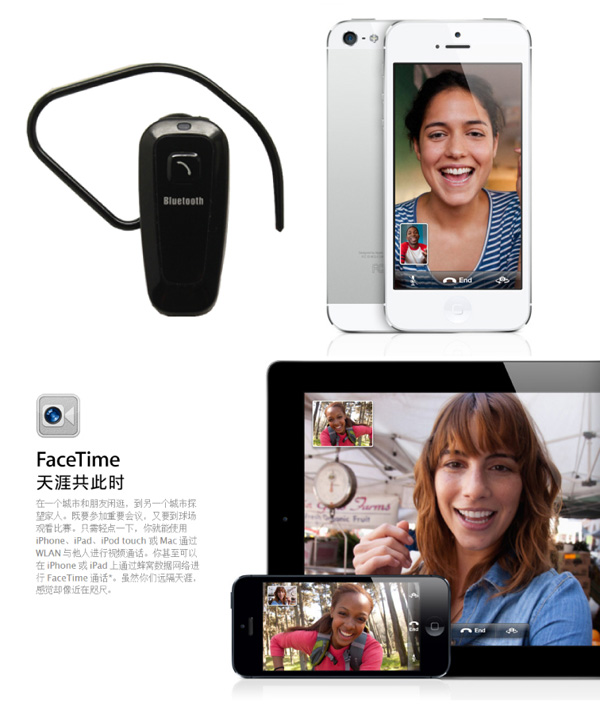 Bluetooth
End
FaceTime
天涯共此时
在一个城市和朋友闲逛，到另一个城市探
望家人。既要参加重要会议，又要到球场
观看比赛。只需轻点一下。你就能使用
iPhone、iPad、iPod touch 或 Mac 通过
WLAN 与他人进行视频通话。你甚至可以
在 iPhone 或 iPad 上通过蜂窝数据网络进
行 FaceTime 通话*。虽然你们远隔天涯，
感觉却像近在咫尺。
Farms
Organic Fruit
End
End